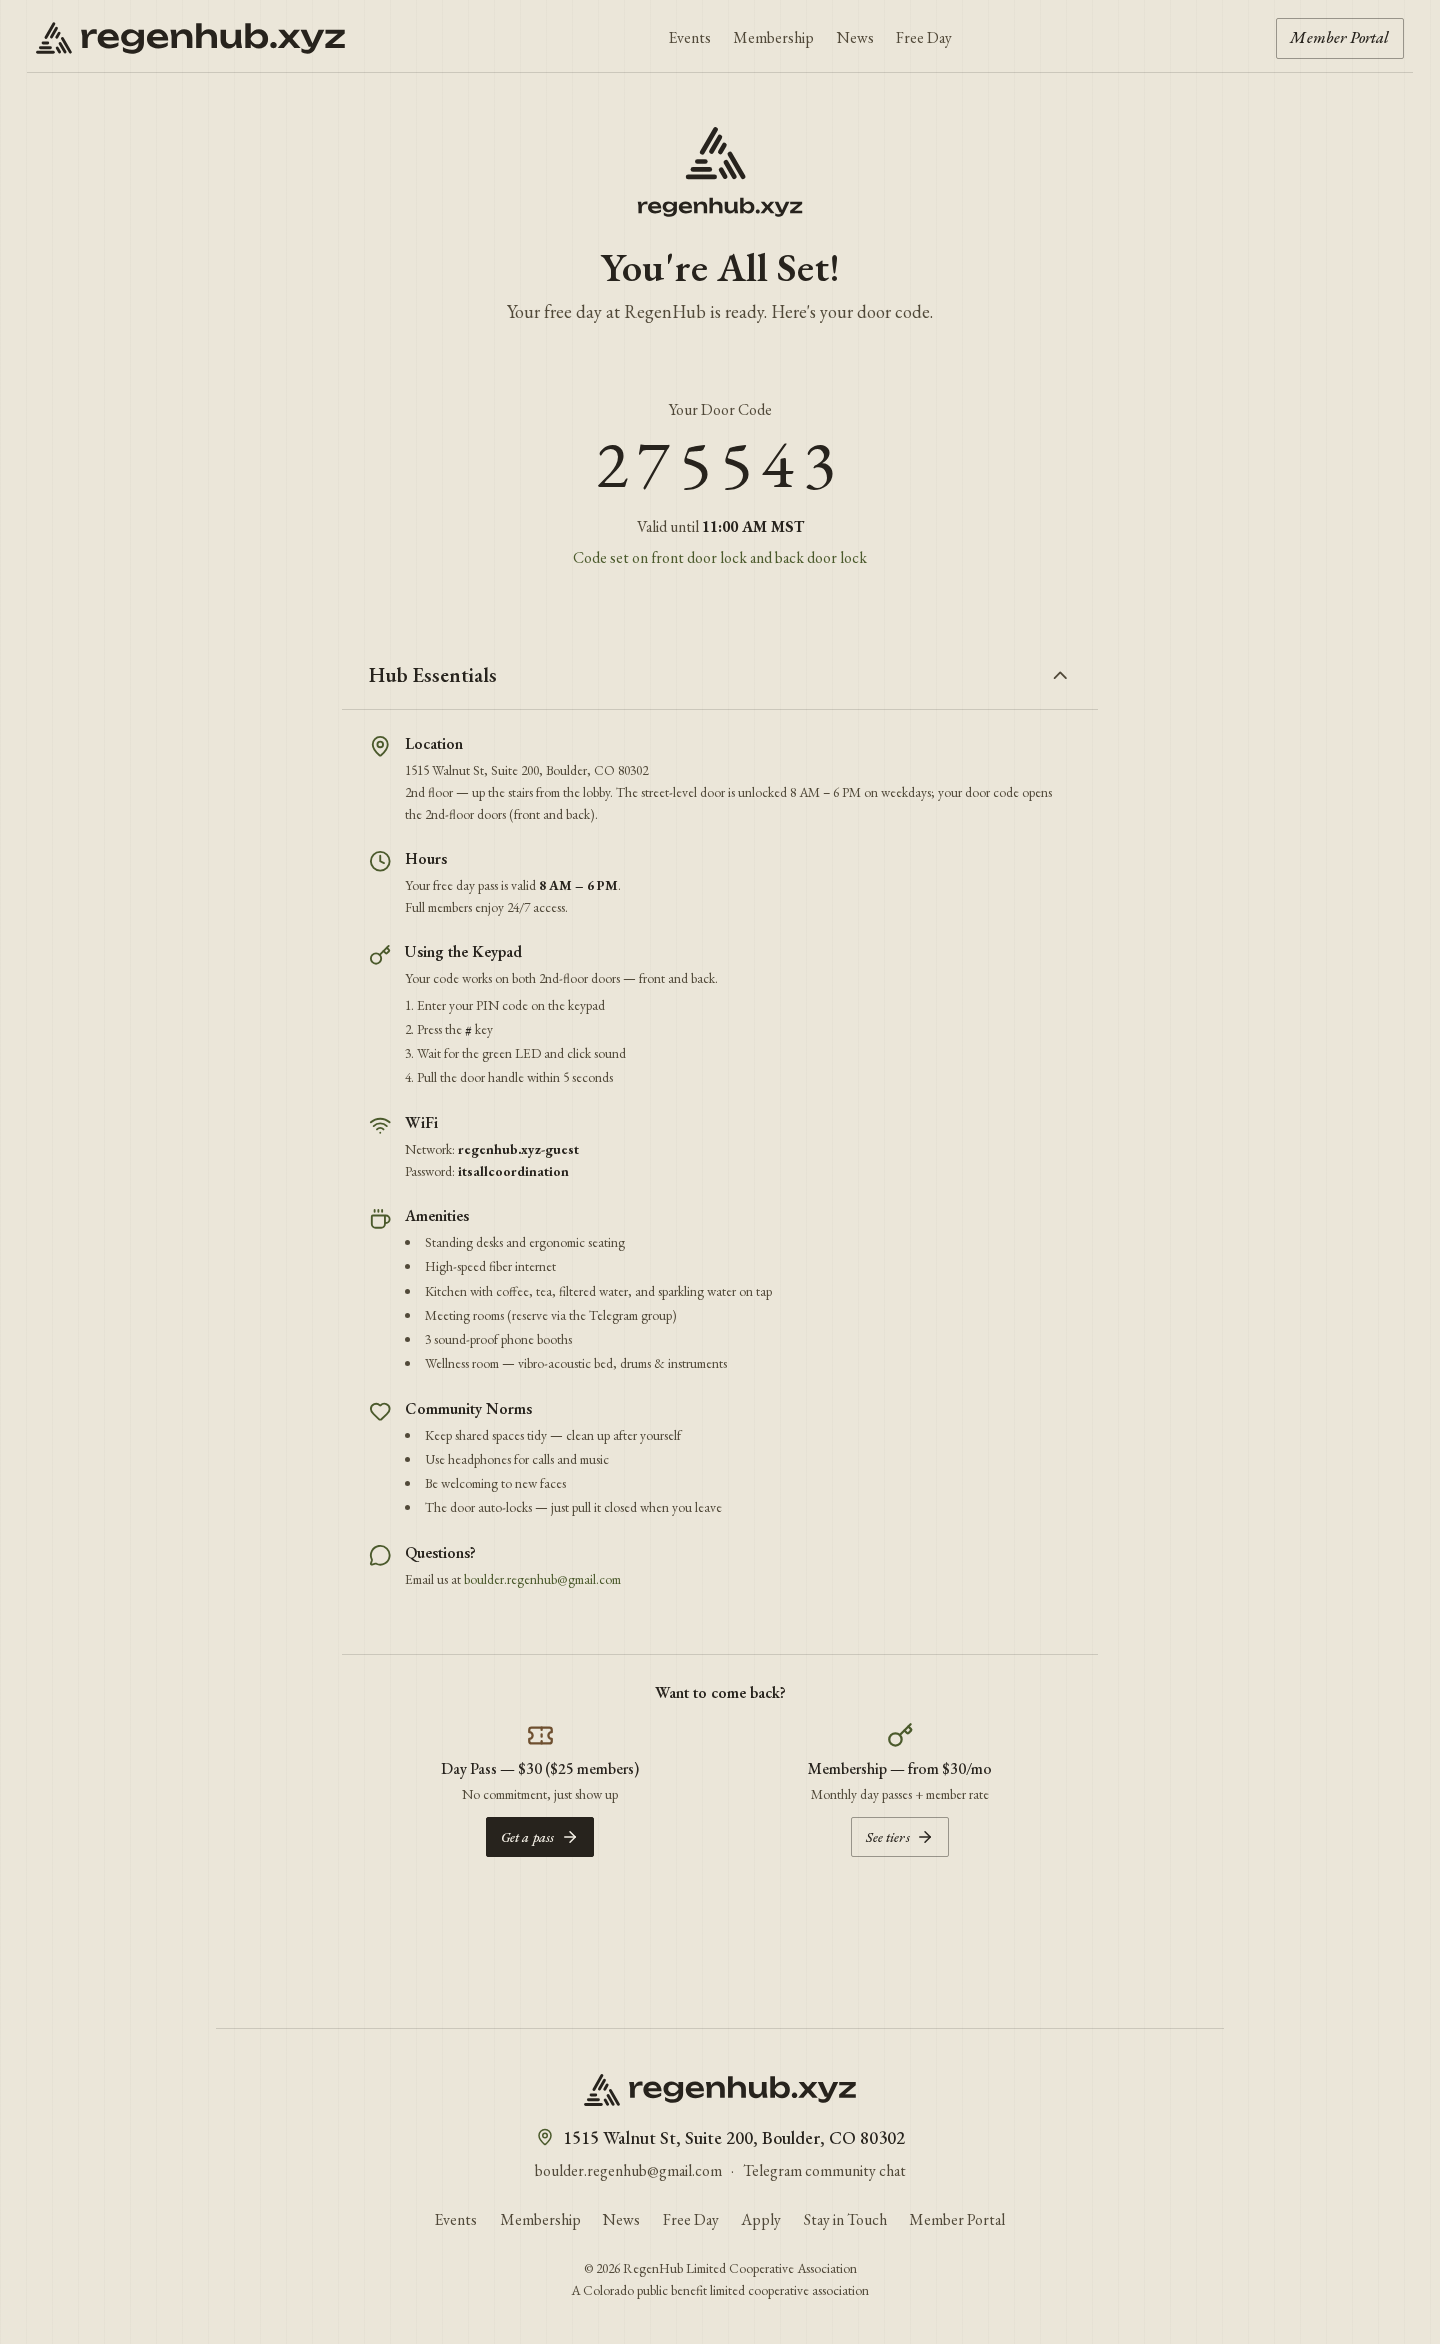 regenhub.xyz
Events Membership News Free Day
Member Portal
regenhub.xyz
You're All Set!
Your free day at RegenHub is ready. Here's your door code.
Your Door Code
275543
Valid until 11:00 AM MST
Code set on front door lock and back door lock
Hub Essentials
Location
1515 Walnut St, Suite 200, Boulder, CO 80302
2nd floor — up the stairs from the lobby. The street-level door is unlocked 8 AM – 6 PM on weekdays; your door code opens
the 2nd-floor doors (front and back).
Hours
Your free day pass is valid 8 AM – 6 PM.
Full members enjoy 24/7 access.
Using the Keypad
Your code works on both 2nd-floor doors — front and back.
1. Enter your PIN code on the keypad
2. Press the # key
3. Wait for the green LED and click sound
4. Pull the door handle within 5 seconds
WiFi
Network: regenhub.xyz-guest
Password: itsallcoordination
Amenities
• Standing desks and ergonomic seating
• High-speed fiber internet
• Kitchen with coffee, tea, filtered water, and sparkling water on tap
• Meeting rooms (reserve via the Telegram group)
• 3 sound-proof phone booths
• Wellness room — vibro-acoustic bed, drums & instruments
Community Norms
• Keep shared spaces tidy — clean up after yourself
• Use headphones for calls and music
• Be welcoming to new faces
• The door auto-locks — just pull it closed when you leave
Questions?
Email us at boulder.regenhub@gmail.com
Want to come back?
Day Pass — $30 ($25 members)
No commitment, just show up
Get a pass →
Membership — from $30/mo
Monthly day passes + member rate
See tiers →
regenhub.xyz
1515 Walnut St, Suite 200, Boulder, CO 80302
boulder.regenhub@gmail.com · Telegram community chat
Events Membership News Free Day Apply Stay in Touch Member Portal
© 2026 RegenHub Limited Cooperative Association
A Colorado public benefit limited cooperative association